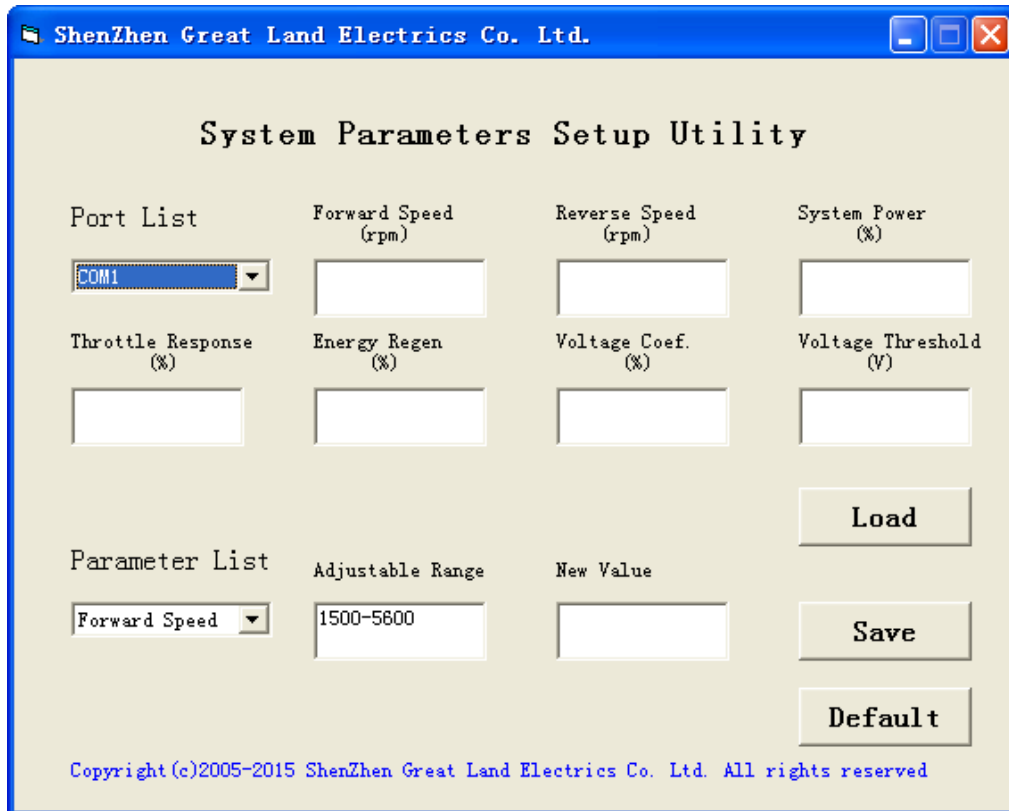 ShenZhen Great Land Electrics Co. Ltd.
System Parameters Setup Utility
Port List
Forward Speed
(rpm)
Reverse Speed
(rpm)
System Power
(%)
COM1
Throttle Response
(%)
Energy Regen
(%)
Voltage Coef.
(%)
Voltage Threshold
(V)
Load
Parameter List
Adjustable Range
New Value
Forward Speed
1500-5600
Save
Default
Copyright(c)2005-2015 ShenZhen Great Land Electrics Co. Ltd. All rights reserved